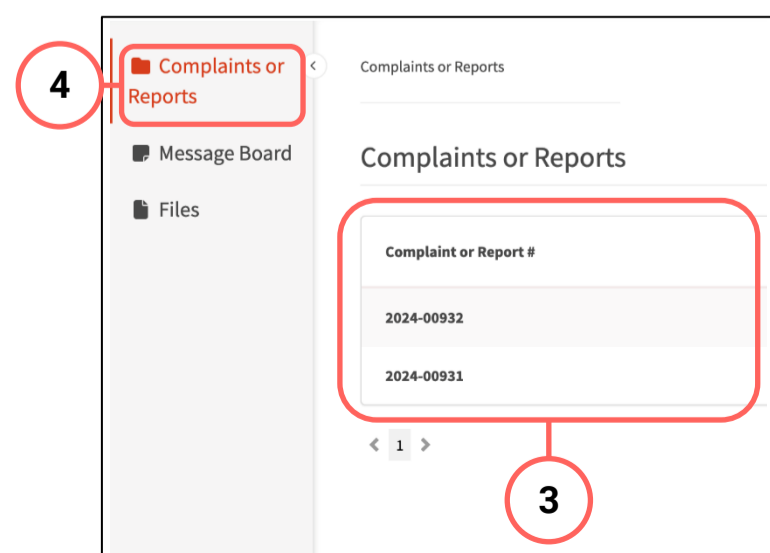 4
Complaints or
Reports
Message Board
Files
Complaints or Reports
Complaints or Reports
Complaint or Report #
2024-00932
2024-00931
1
3